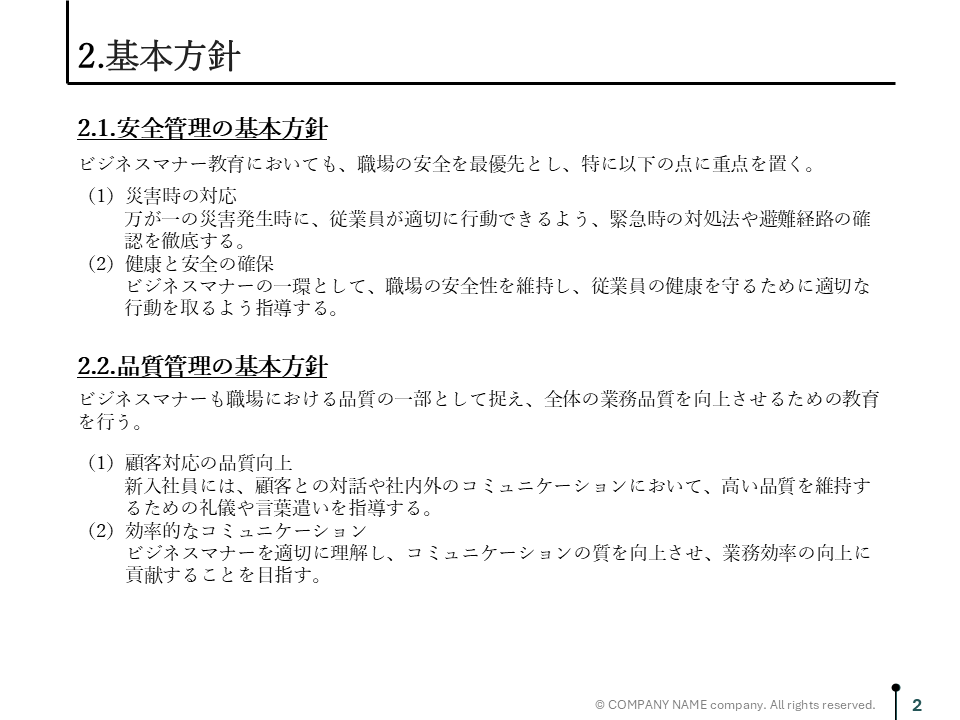 2.基本方針
2.1.安全管理の基本方針
ビジネスマナー教育においても、職場の安全を最優先とし、特に以下の点に重点を置く。
（1）災害時の対応
万が一の災害発生時に、従業員が適切に行動できるよう、緊急時の対処法や避難経路の確
認を徹底する。
（2）健康と安全の確保
ビジネスマナーの一環として、職場の安全性を維持し、従業員の健康を守るために適切な
行動を取るよう指導する。
2.2.品質管理の基本方針
ビジネスマナーも職場における品質の一部として捉え、全体の業務品質を向上させるための教育
を行う。
（1）顧客対応の品質向上
新入社員には、顧客との対話や社内外のコミュニケーションにおいて、高い品質を維持す
るための礼儀や言葉遣いを指導する。
（2）効率的なコミュニケーション
ビジネスマナーを適切に理解し、コミュニケーションの質を向上させ、業務効率の向上に
貢献することを目指す。
© COMPANY NAME company. All rights reserved.
2